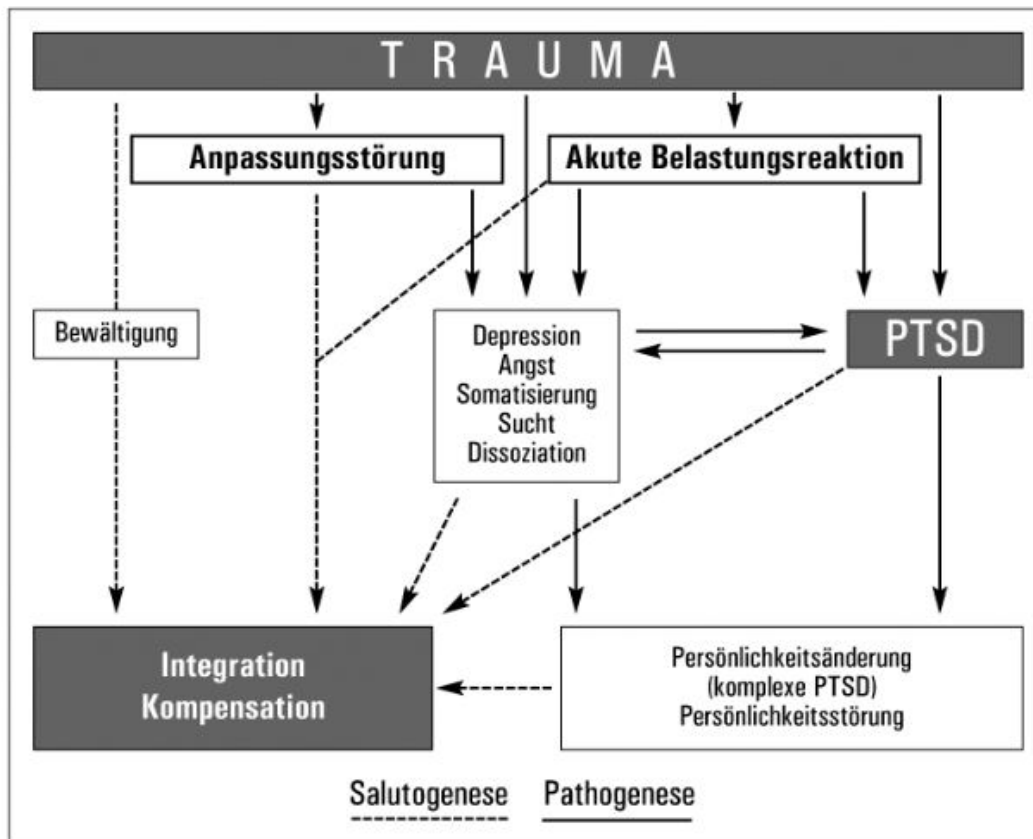 TRAUMA
Anpassungsstörung
Akute Belastungsreaktion
Bewältigung
Depression
Angst
Somatisierung
Sucht
Dissoziation
PTSD
Integration
Kompensation
Persönlichkeitsänderung
(komplexe PTSD)
Persönlichkeitsstörung
Salutogenese
Pathogenese